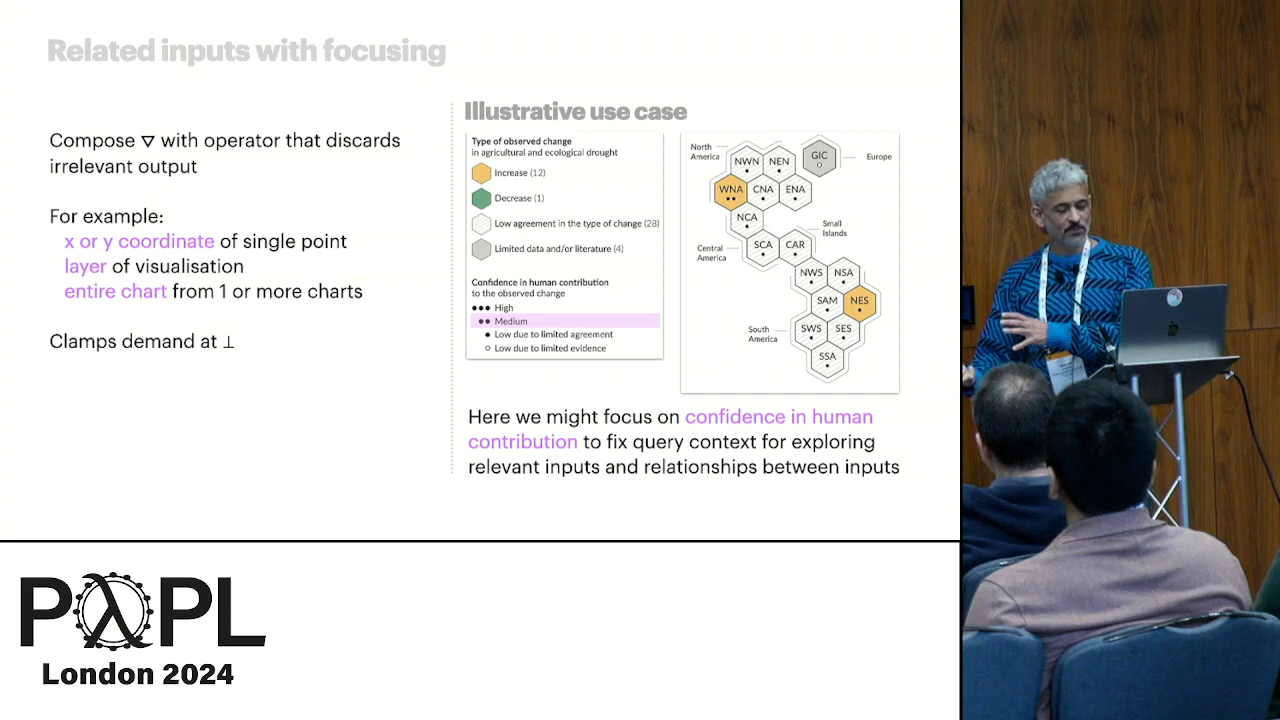 Related inputs with focusing
Compose ▽ with operator that discards
irrelevant output
For example:
x or y coordinate of single point
layer of visualisation
entire chart from 1 or more charts
Clamps demand at ⊥
Illustrative use case
Type of observed change
in agricultural and ecological drought
Increase (12)
Decrease (1)
Low agreement in the type of change (28)
Limited data and/or literature (4)
Confidence in human contribution
to the observed change
High
Medium
Low due to limited agreement
Low due to limited evidence
North
America
NWN
NEN
GIC
Europe
WNA
CNA
ENA
NCA
Small
Islands
Central
America
SCA
CAR
NWS
NSA
SAM
NES
South
America
SWS
SES
SSA
Here we might focus on confidence in human
contribution to fix query context for exploring
relevant inputs and relationships between inputs
PλPL
London 2024